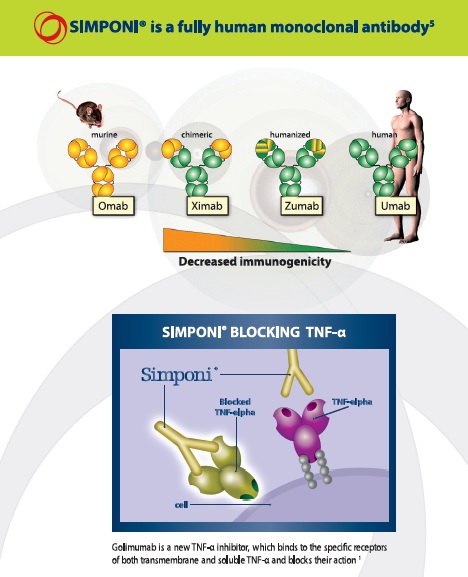 SIMPONI® is a fully human monoclonal antibody⁵
murine
chimeric
humanized
human
Omab
Ximab
Zumab
Umab
Decreased immunogenicity
SIMPONI® BLOCKING TNF-α
Simponi®
Blocked
TNF-alpha
TNF-alpha
cell
Golimumab is a new TNF-α inhibitor, which binds to the specific receptors
of both transmembrane and soluble TNF-α and blocks their action ¹